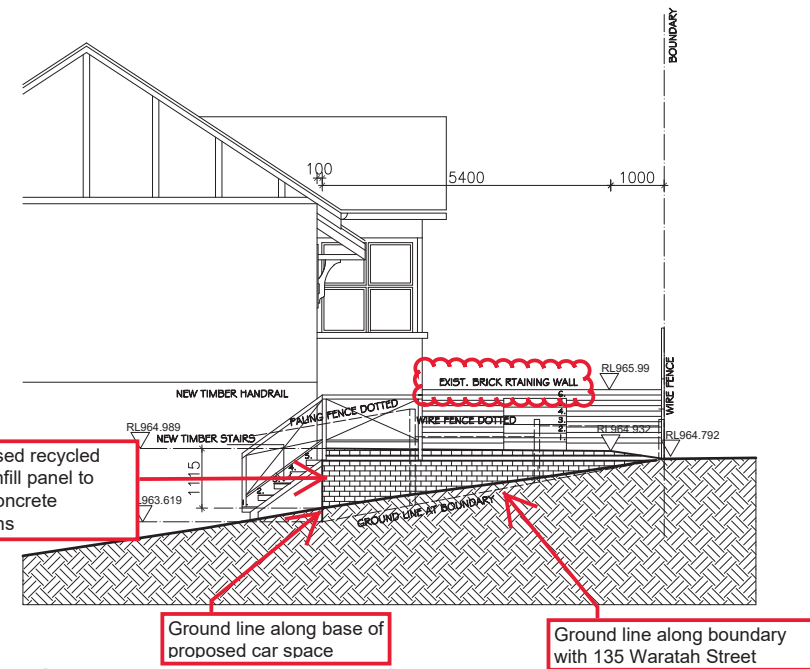 BOUNDARY
100
5400
1000
RL965.99
EXIST. BRICK RTAINING WALL
WIRE FENCE
NEW TIMBER HANDRAIL
PALING FENCE DOTTED
WIRE FENCE DOTTED
RL964.989
NEW TIMBER STAIRS
RL964.932
RL964.792
sed recycled
nfill panel to
oncrete
ns
1115
963.619
GROUND LINE AT BOUNDARY
Ground line along base of
proposed car space
Ground line along boundary
with 135 Waratah Street